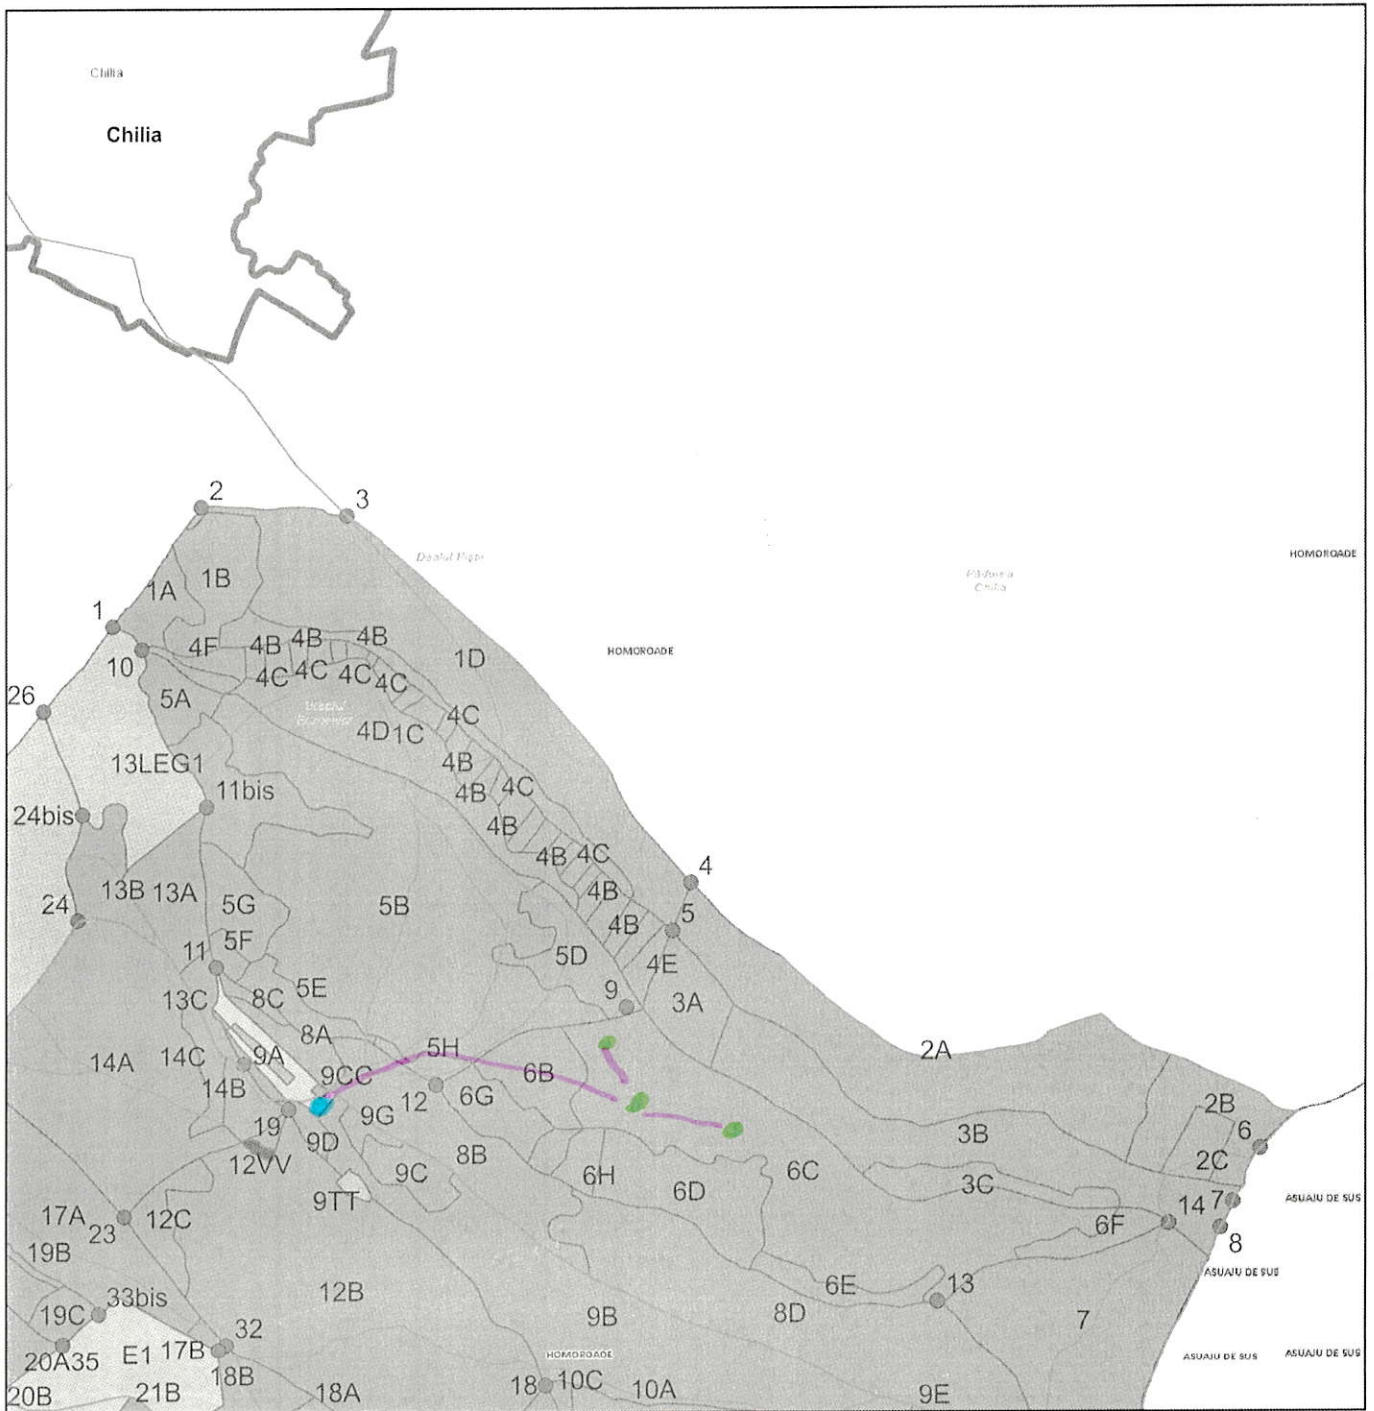 Chilia
Chilia
2
3
Dealul Pietri
HOMOROADE
Pădurea
Chilia
1A
1B
1
4F
4B
4B
4B
1D
HOMOROADE
10
4C
4C
4C
4C
26
5A
4C
4D
1C
13LEG1
4B
11bis
4B
4C
24bis
4B
4B
4C
4
13B
13A
4B
24
5G
5B
4B
5
5F
11
5D
4E
5E
9
3A
13C
8C
8A
2A
14A
14C
9A
5H
14B
9CC
12
6B
6G
2B
19
9G
9D
3B
6
12VV
8B
2C
9C
6H
6C
9TT
6D
3C
14
7
ASUAJU DE SUS
17A
12C
6F
23
8
19B
ASUAJU DE SUS
12B
6E
13
33bis
9B
8D
7
19C
32
20A
35
E1
17B
HOMOROADE
ASUAJU DE SUS
ASUAJU DE SUS
18B
20B
21B
18A
18
10C
10A
9E